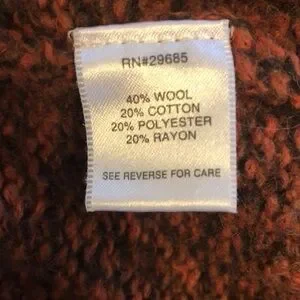 RN#29685
40% WOOL
20% COTTON
20% POLYESTER
20% RAYON
SEE REVERSE FOR CARE